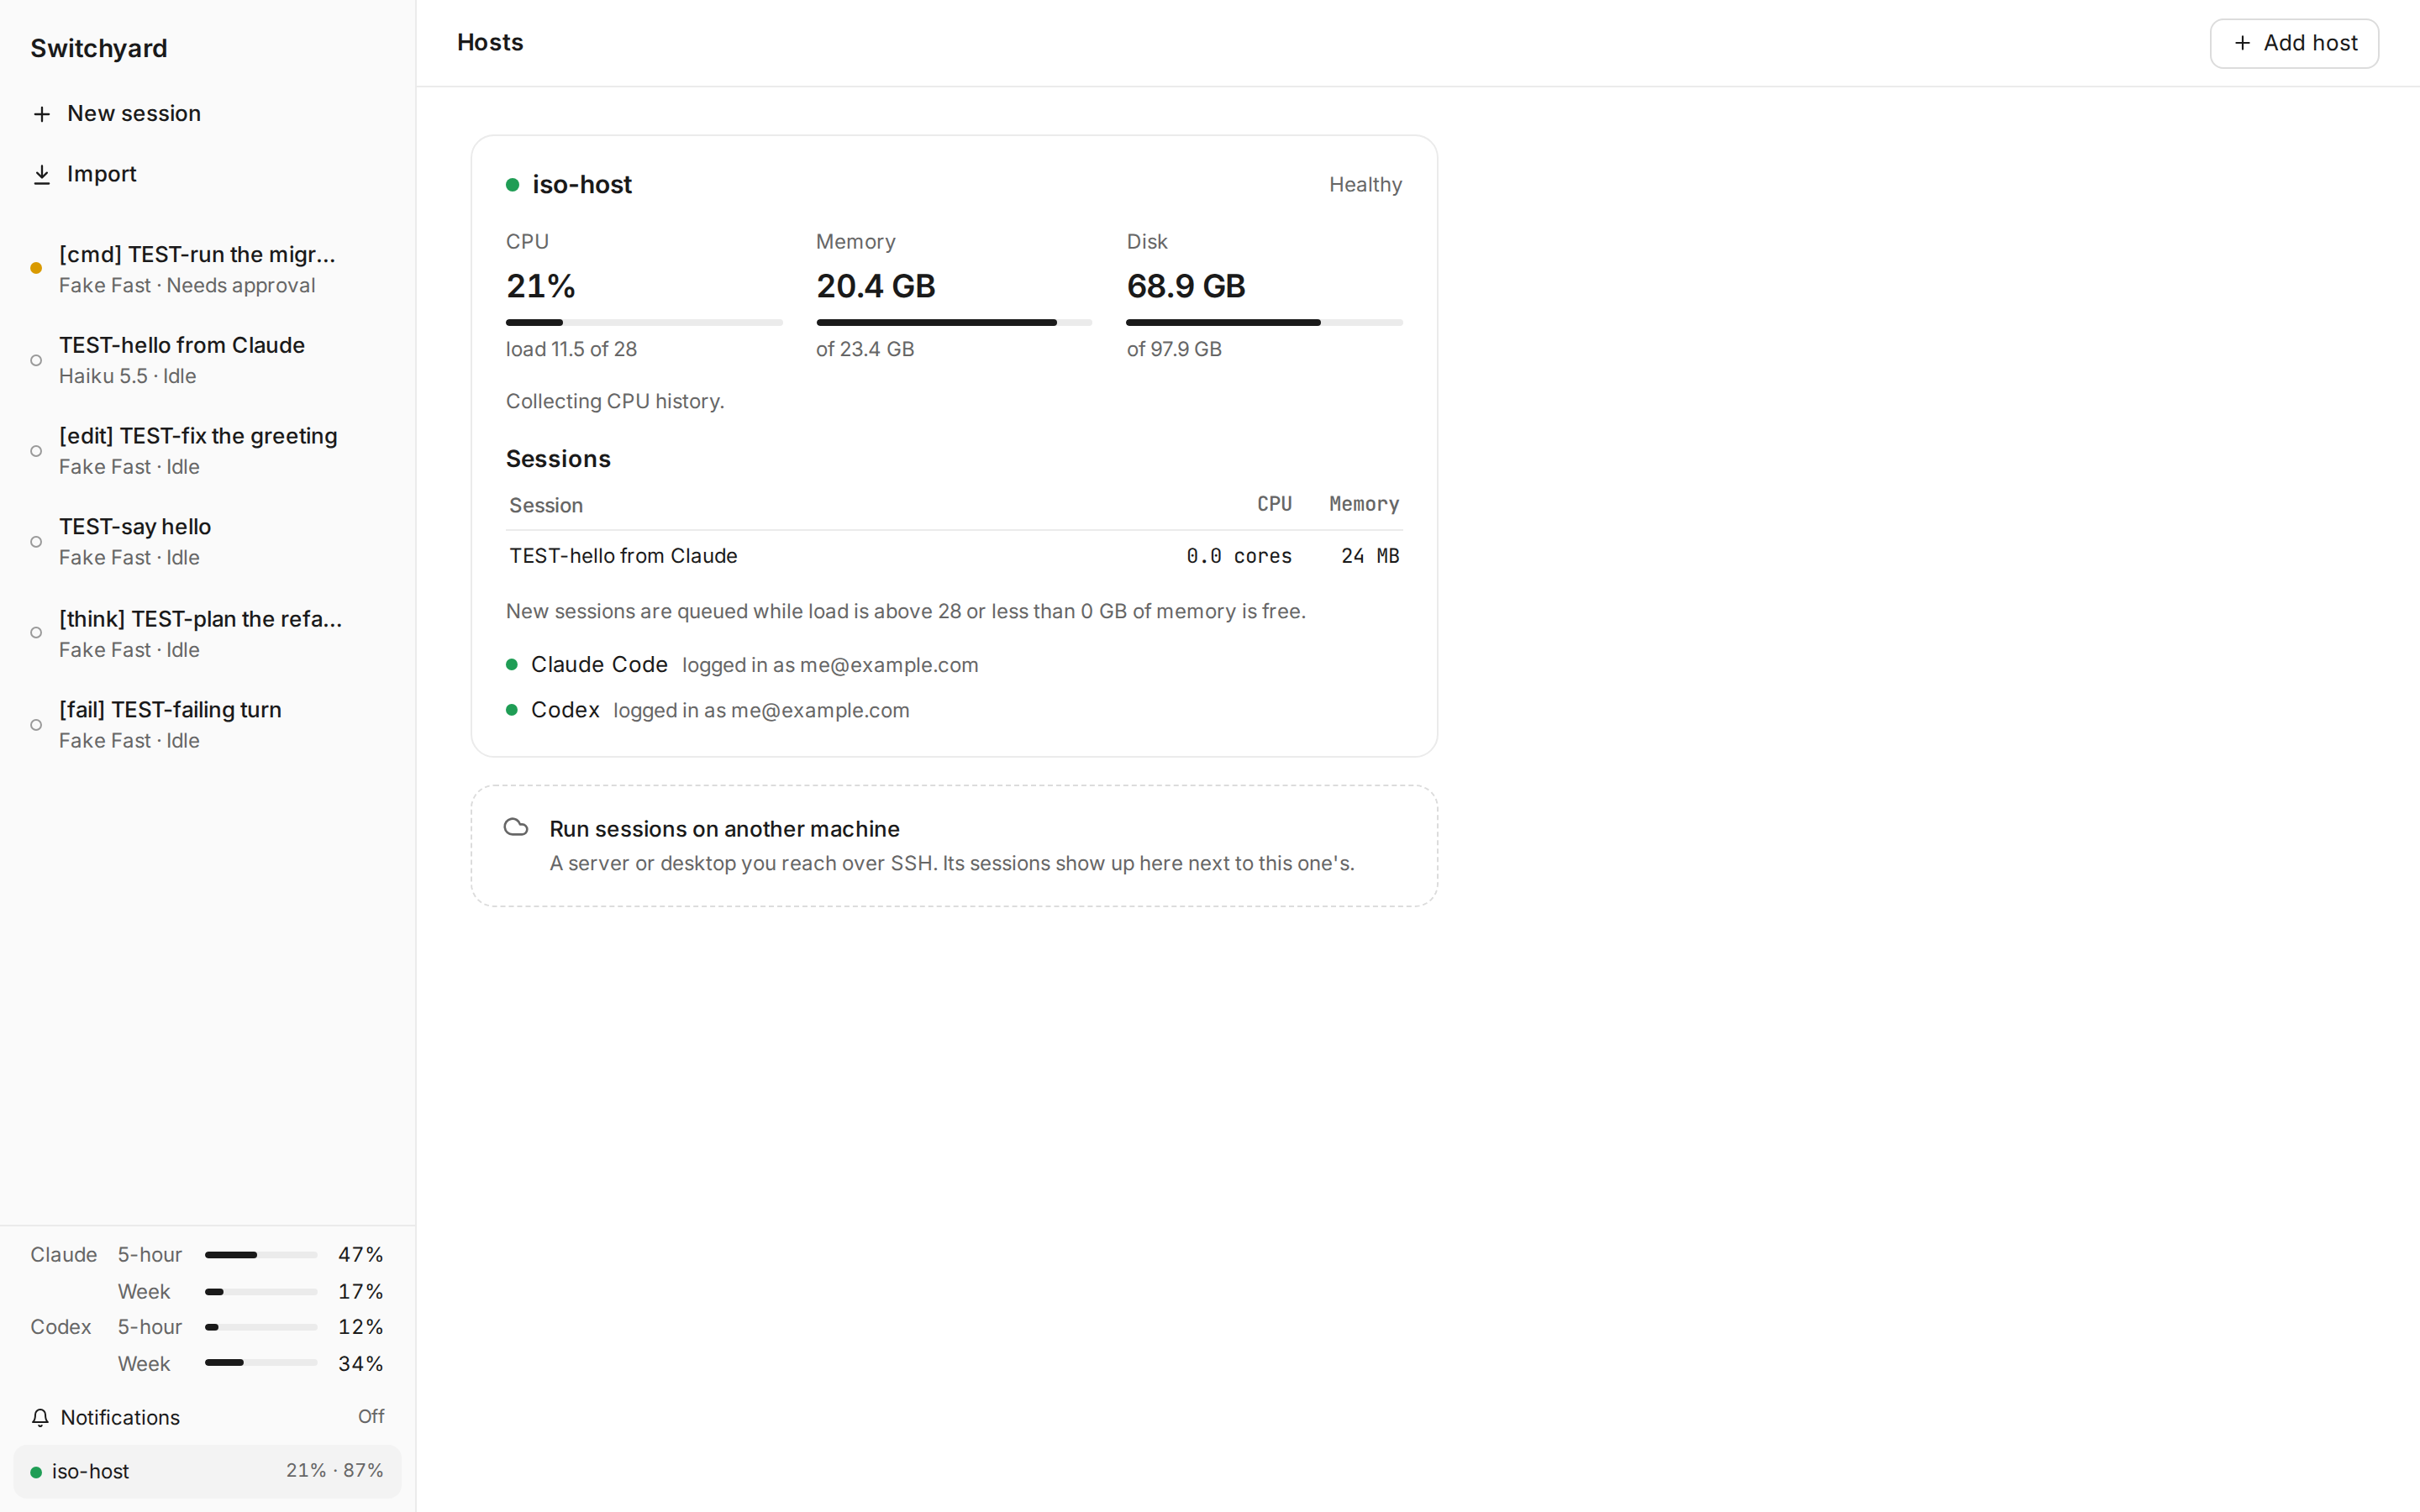 Switchyard
New session
Import
[cmd] TEST-run the migr...
Fake Fast · Needs approval
TEST-hello from Claude
Haiku 5.5 · Idle
[edit] TEST-fix the greeting
Fake Fast · Idle
TEST-say hello
Fake Fast · Idle
[think] TEST-plan the refa...
Fake Fast · Idle
[fail] TEST-failing turn
Fake Fast · Idle
Claude 5-hour 47%
Week 17%
Codex 5-hour 12%
Week 34%
Notifications Off
iso-host 21% · 87%
Hosts
Add host
iso-host Healthy
CPU Memory Disk
21% 20.4 GB 68.9 GB
load 11.5 of 28 of 23.4 GB of 97.9 GB
Collecting CPU history.
Sessions
Session CPU Memory
TEST-hello from Claude 0.0 cores 24 MB
New sessions are queued while load is above 28 or less than 0 GB of memory is free.
Claude Code logged in as me@example.com
Codex logged in as me@example.com
Run sessions on another machine
A server or desktop you reach over SSH. Its sessions show up here next to this one's.